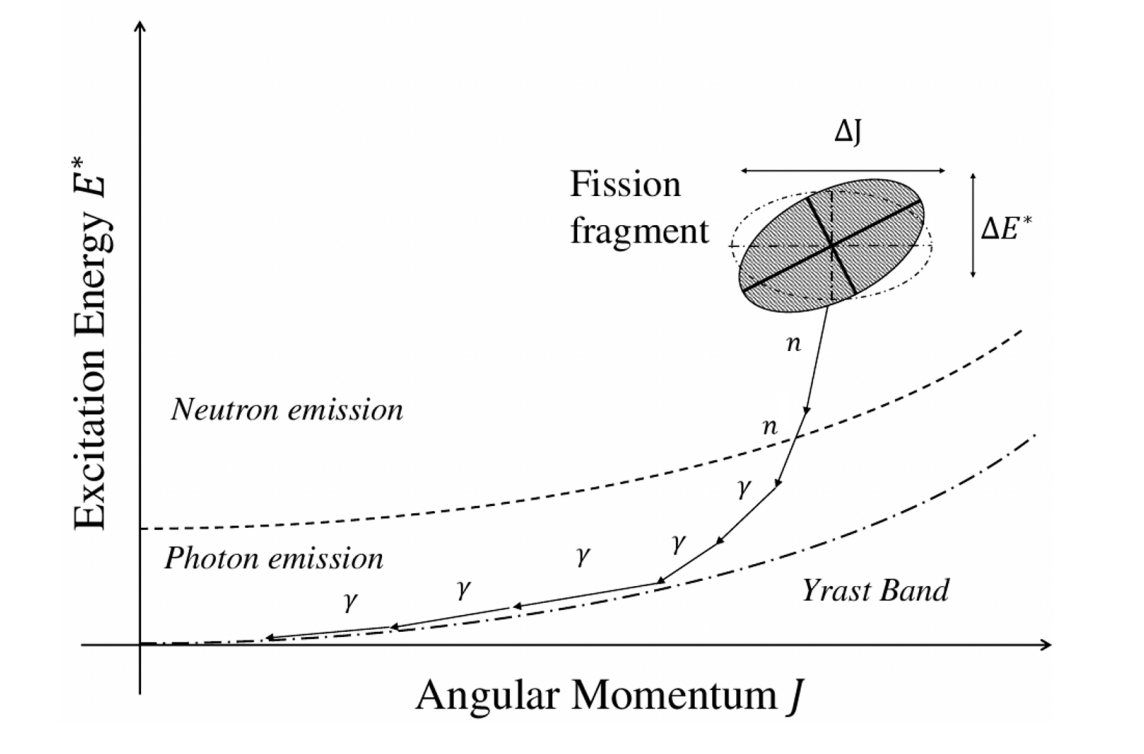 ΔJ
Fission
fragment
ΔE*
n
Neutron emission
n
γ
γ
Photon emission
γ
γ
γ
Yrast Band
Excitation Energy E*
Angular Momentum J